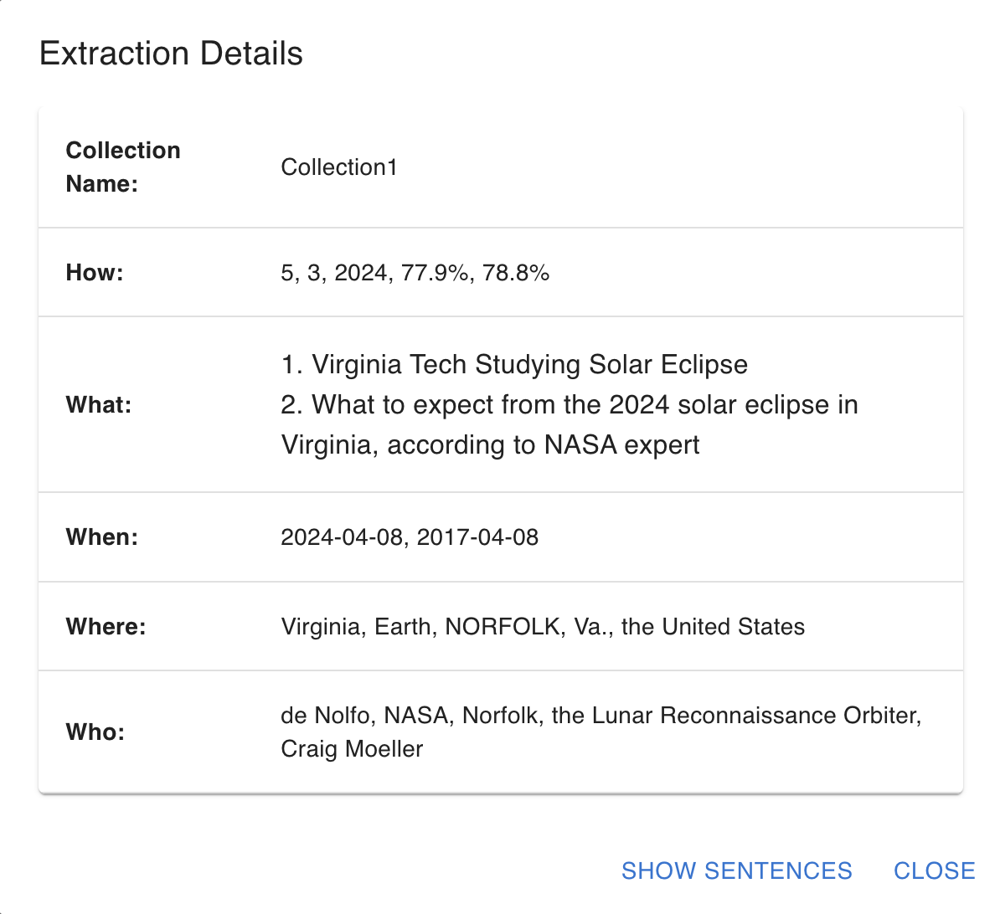 Extraction Details
Collection
Name:
Collection1
How:
5, 3, 2024, 77.9%, 78.8%
What:
1. Virginia Tech Studying Solar Eclipse
2. What to expect from the 2024 solar eclipse in
Virginia, according to NASA expert
When:
2024-04-08, 2017-04-08
Where:
Virginia, Earth, NORFOLK, Va., the United States
Who:
de Nolfo, NASA, Norfolk, the Lunar Reconnaissance Orbiter,
Craig Moeller
SHOW SENTENCES
CLOSE